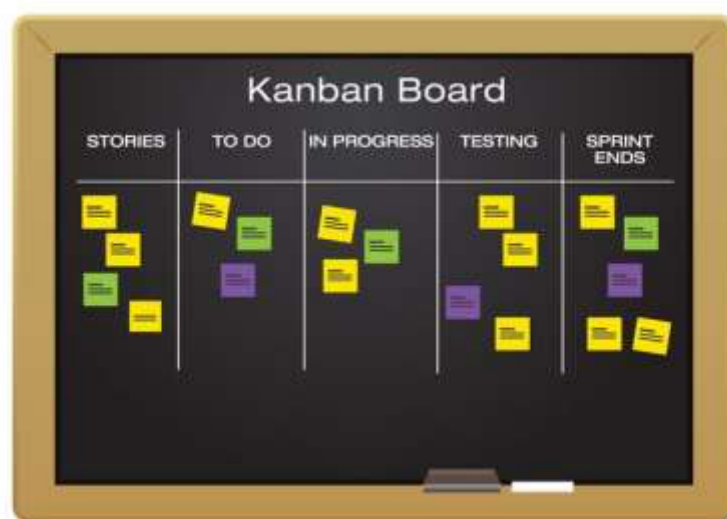 Kanban Board
STORIES
TO DO
IN PROGRESS
TESTING
SPRINT
ENDS